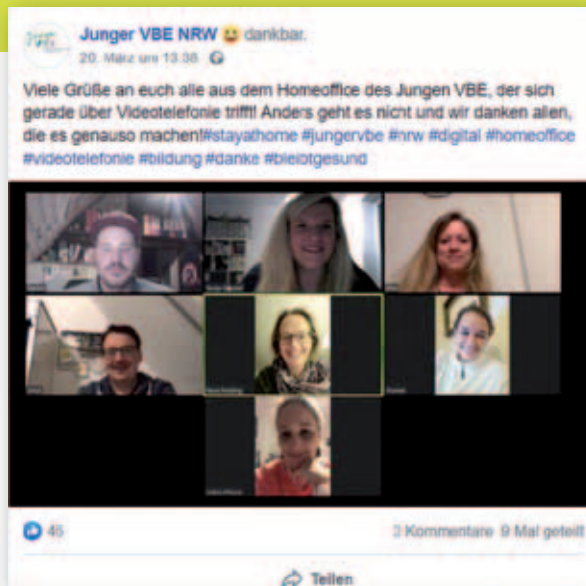 Junger VBE NRW 😃 dankbar.
20. März um 13:38
Viele Grüße an euch alle aus dem Homeoffice des Jungen VBE, der sich
gerade über Videotelefonie trifft! Anders geht es nicht und wir danken allen,
die es genauso machen!#stayathome #jungervbe #nrw #digital #homeoffice
#videotelefonie #bildung #danke #bleibtgesund
45
3 Kommentare 9 Mal geteilt
Teilen